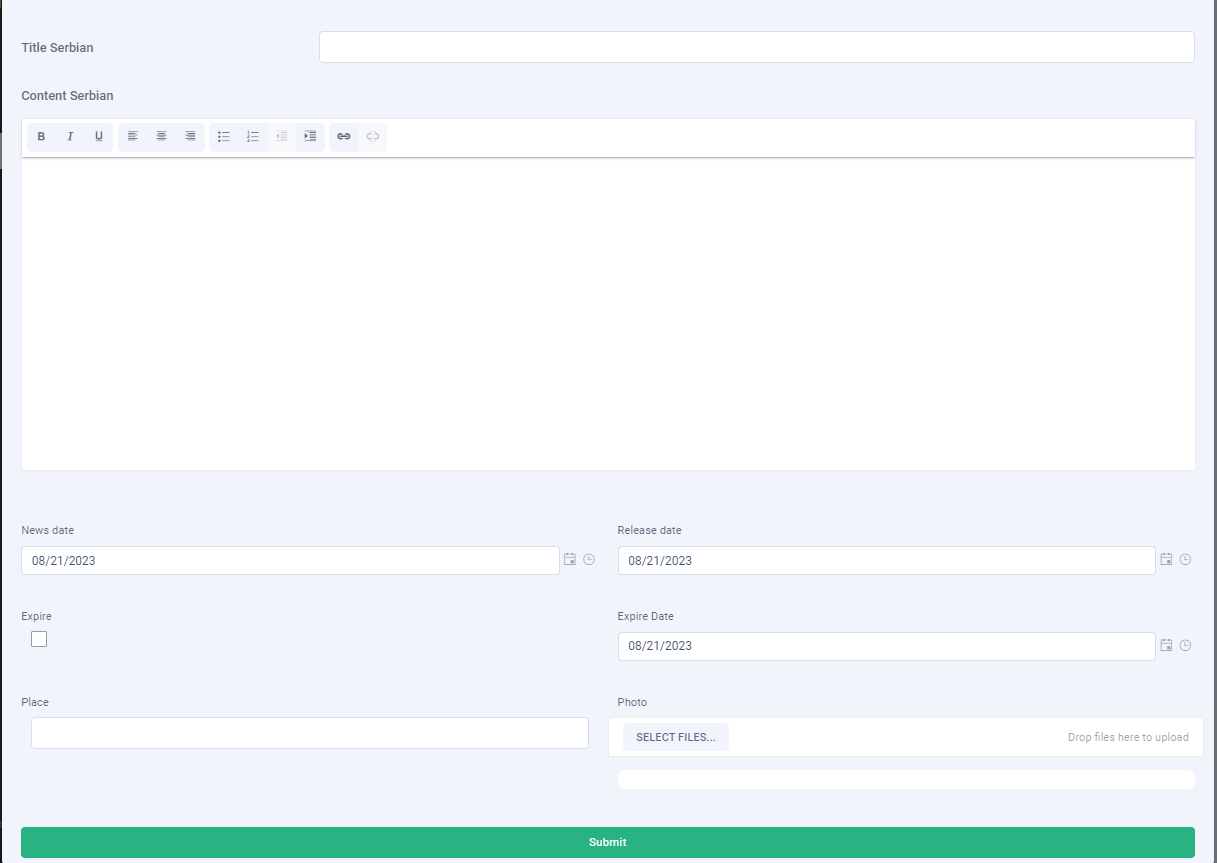 Title Serbian
Content Serbian
B I U
News date
Release date
08/21/2023
08/21/2023
Expire
Expire Date
08/21/2023
Place
Photo
SELECT FILES...
Drop files here to upload
Submit